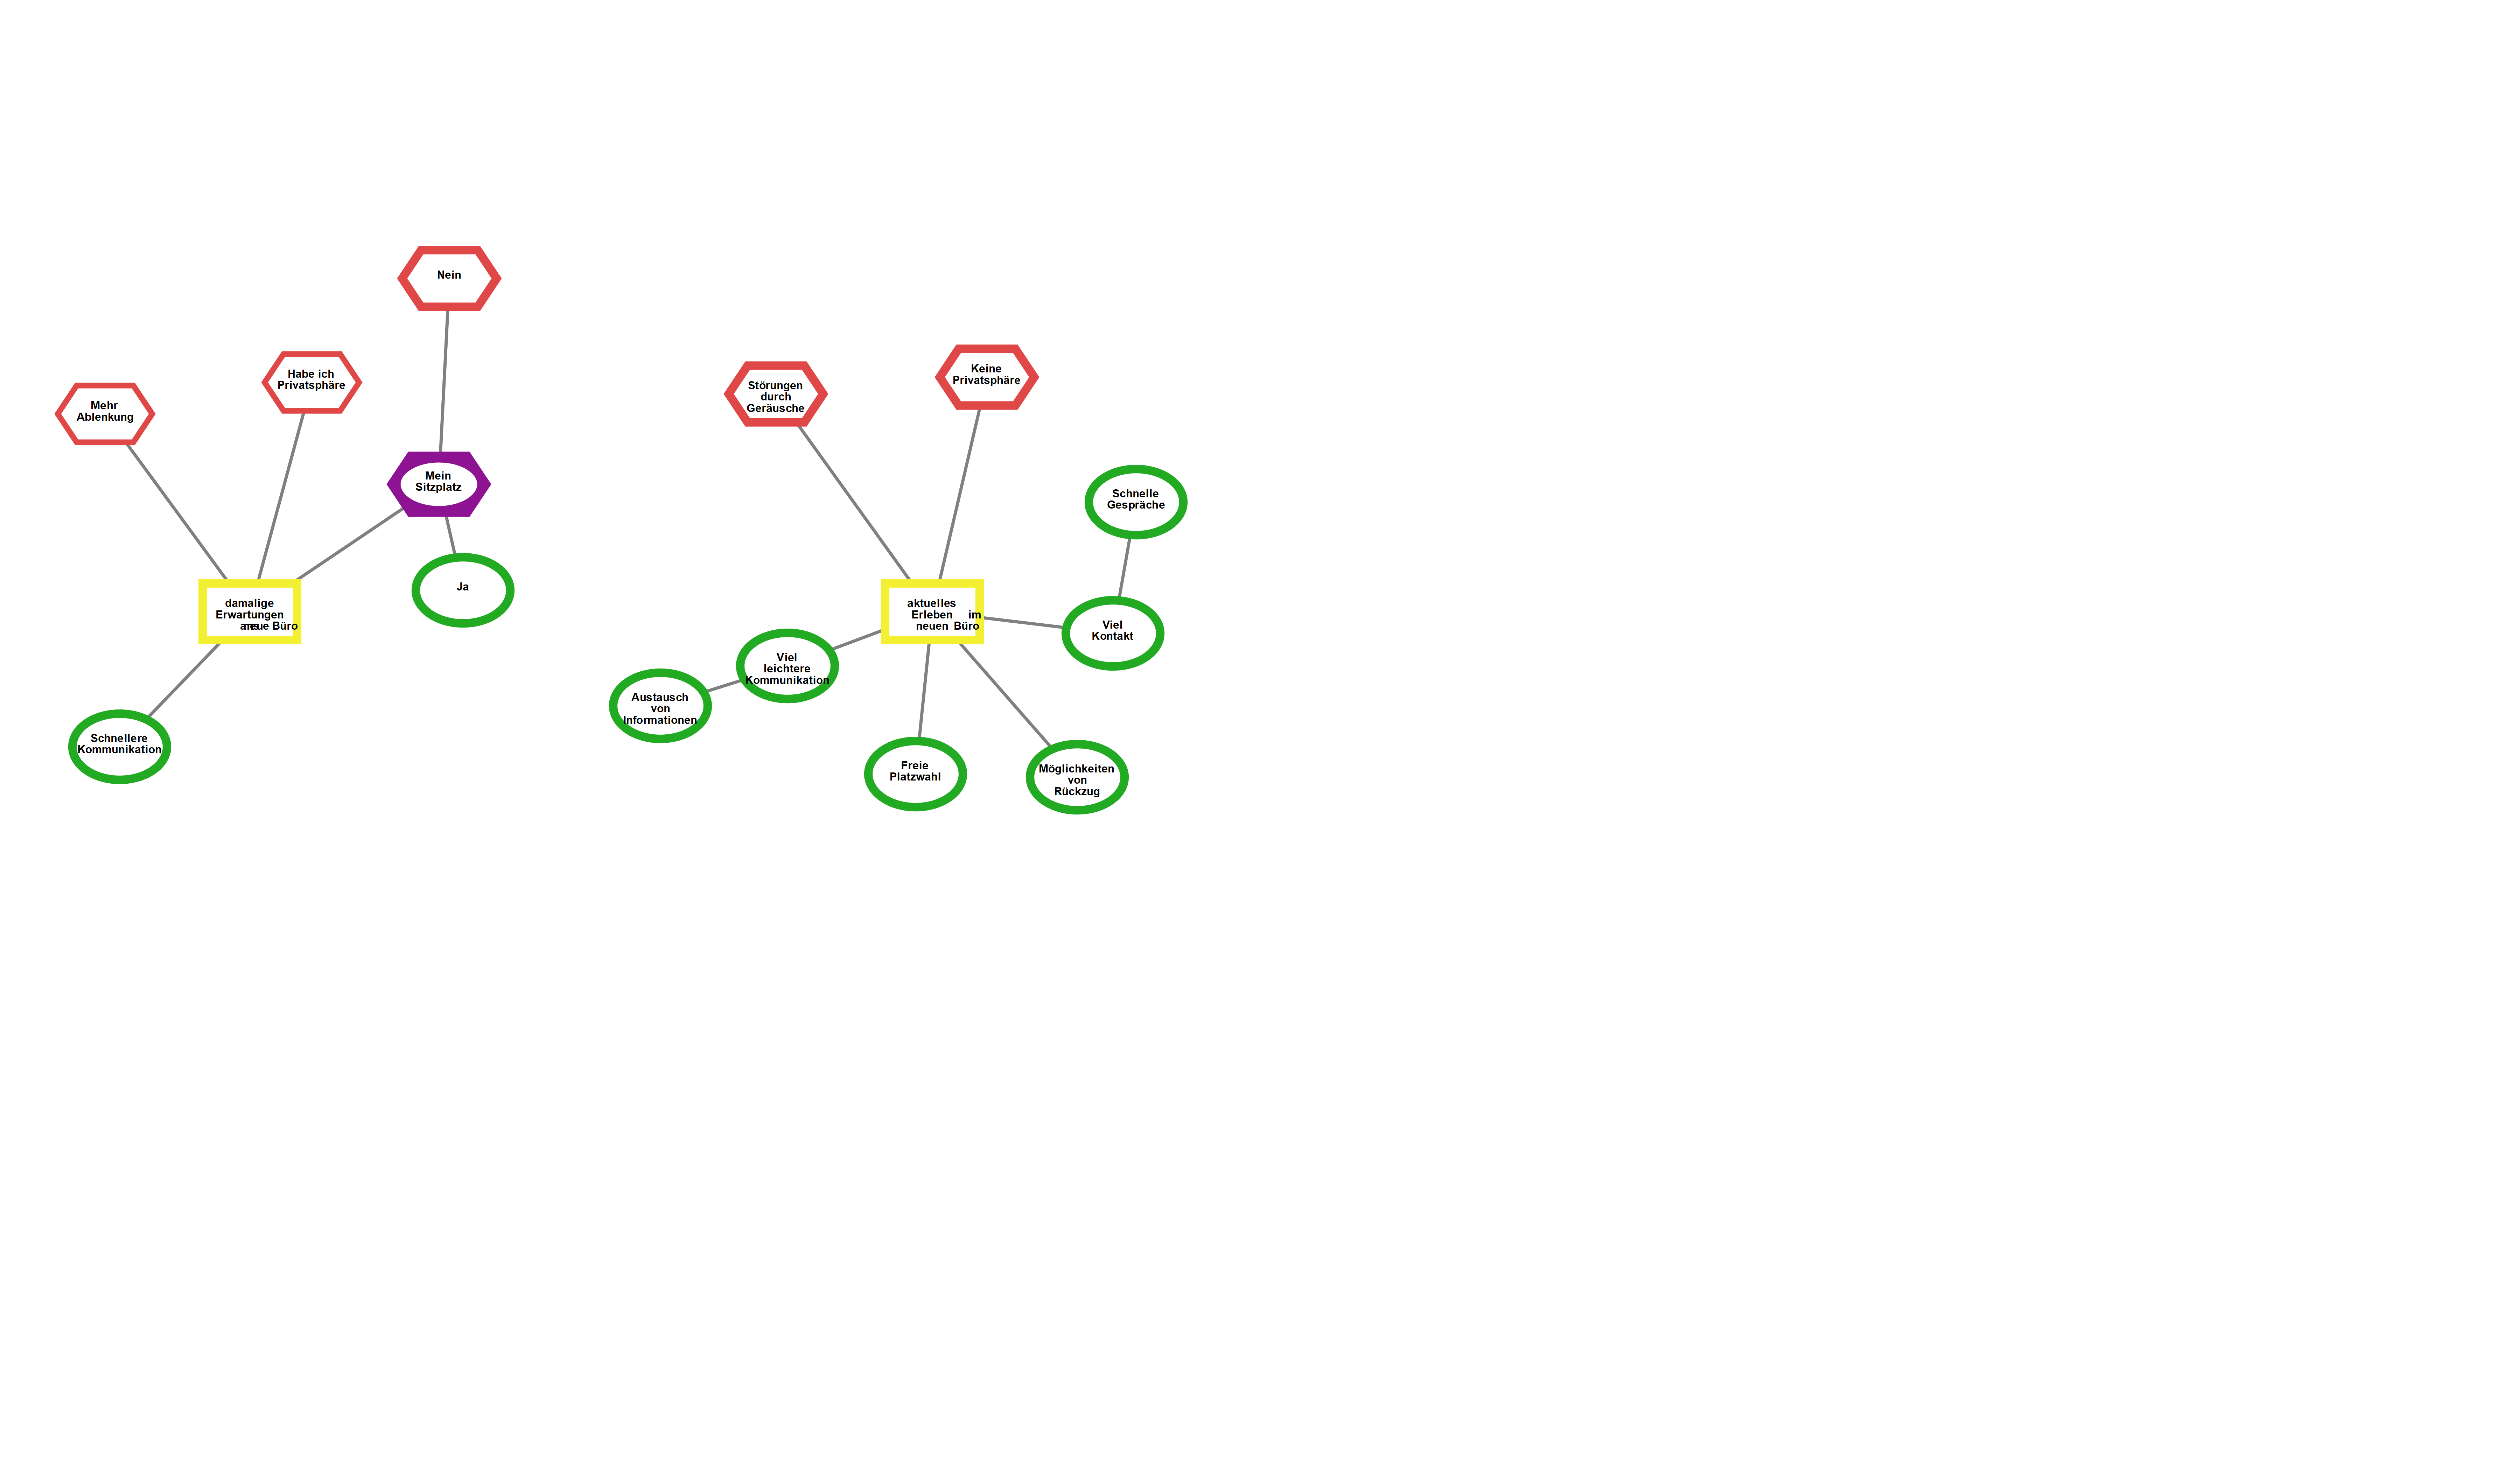 Nein
Habe ich
Privatsphäre
Mehr
Ablenkung
Mein
Sitzplatz
Ja
damalige
Erwartungen
ans neue Büro
Schnellere
Kommunikation
Störungen
durch
Geräusche
Keine
Privatsphäre
Schnelle
Gespräche
aktuelles
Erleben im
neuen Büro
Viel
Kontakt
Viel
leichtere
Kommunikation
Austausch
von
Informationen
Freie
Platzwahl
Möglichkeiten
von
Rückzug